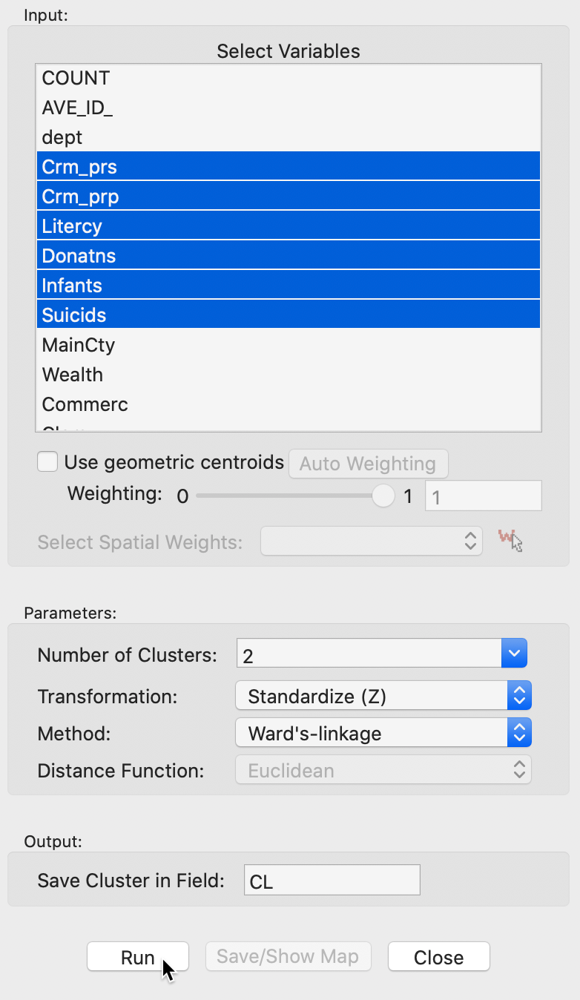 Input:
Select Variables
COUNT
AVE_ID_
dept
Crm_prs
Crm_prp
Litercy
Donatns
Infants
Suicids
MainCty
Wealth
Commerc
Use geometric centroids Auto Weighting
Weighting: 0 1 1
Select Spatial Weights:
Parameters:
Number of Clusters: 2
Transformation: Standardize (Z)
Method: Ward's-linkage
Distance Function: Euclidean
Output:
Save Cluster in Field: CL
Run Save/Show Map Close